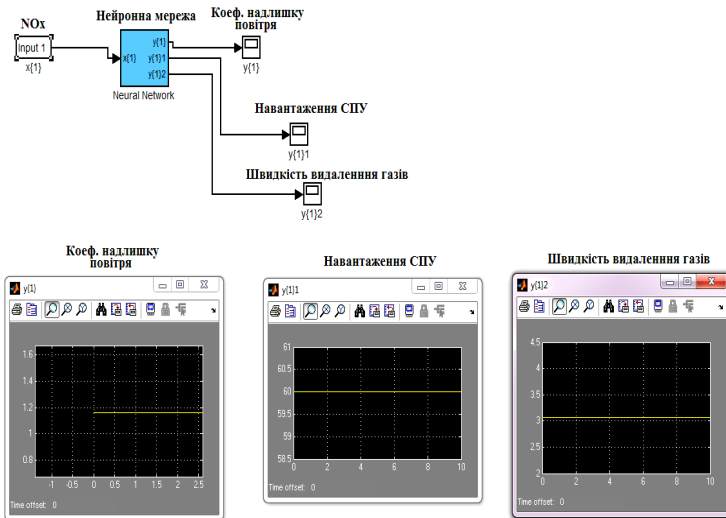 NOx
Нейронна мережа
Коеф. надлишку
повітря
Input 1
x{1}
x{1}
y{1}
y{1}1
y{1}2
Neural Network
y{1}
Навантаження СПУ
y{1}1
Швидкість видаленння газів
y{1}2
Коеф. надлишку
повітря
Навантаження СПУ
Швидкість видаленння газів
y{1}
1.6
1.4
1.2
1
0.8
-1 -0.5 0 0.5 1 1.5 2 2.5
Time offset: 0
y{1}1
61
60.5
60
59.5
59
58.5
0 2 4 6 8 10
Time offset: 0
y{1}2
4.5
4
3.5
3
2.5
2
0 2 4 6 8 10
Time offset: 0